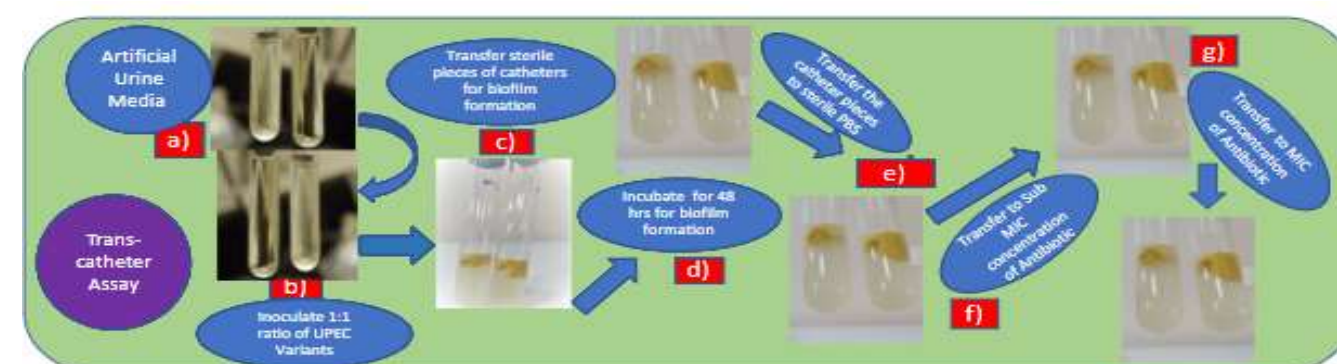 Artificial
Urine
Media
a)
b)
Inoculate 1:1
ratio of UPEC
Variants
Trans-
catheter
Assay
Transfer sterile
pieces of catheters
for biofilm
formation
c)
Incubate for 48
hrs for biofilm
formation
d)
Transfer the
catheter pieces
to sterile PBS
e)
Transfer to Sub
MIC
concentration
of Antibiotic
f)
g)
Transfer to MIC
concentration
of Antibiotic